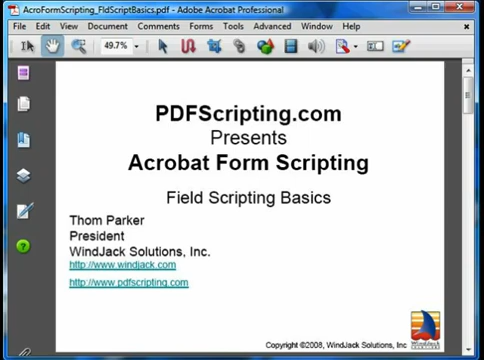 AcroFormScripting_FldScriptBasics.pdf - Adobe Acrobat Professional
File Edit View Document Comments Forms Tools Advanced Window Help
49.7%
PDFScripting.com
Presents
Acrobat Form Scripting
Field Scripting Basics
Thom Parker
President
WindJack Solutions, Inc.
http://www.windjack.com
http://www.pdfscripting.com
Copyright ©2008, WindJack Solutions, Inc